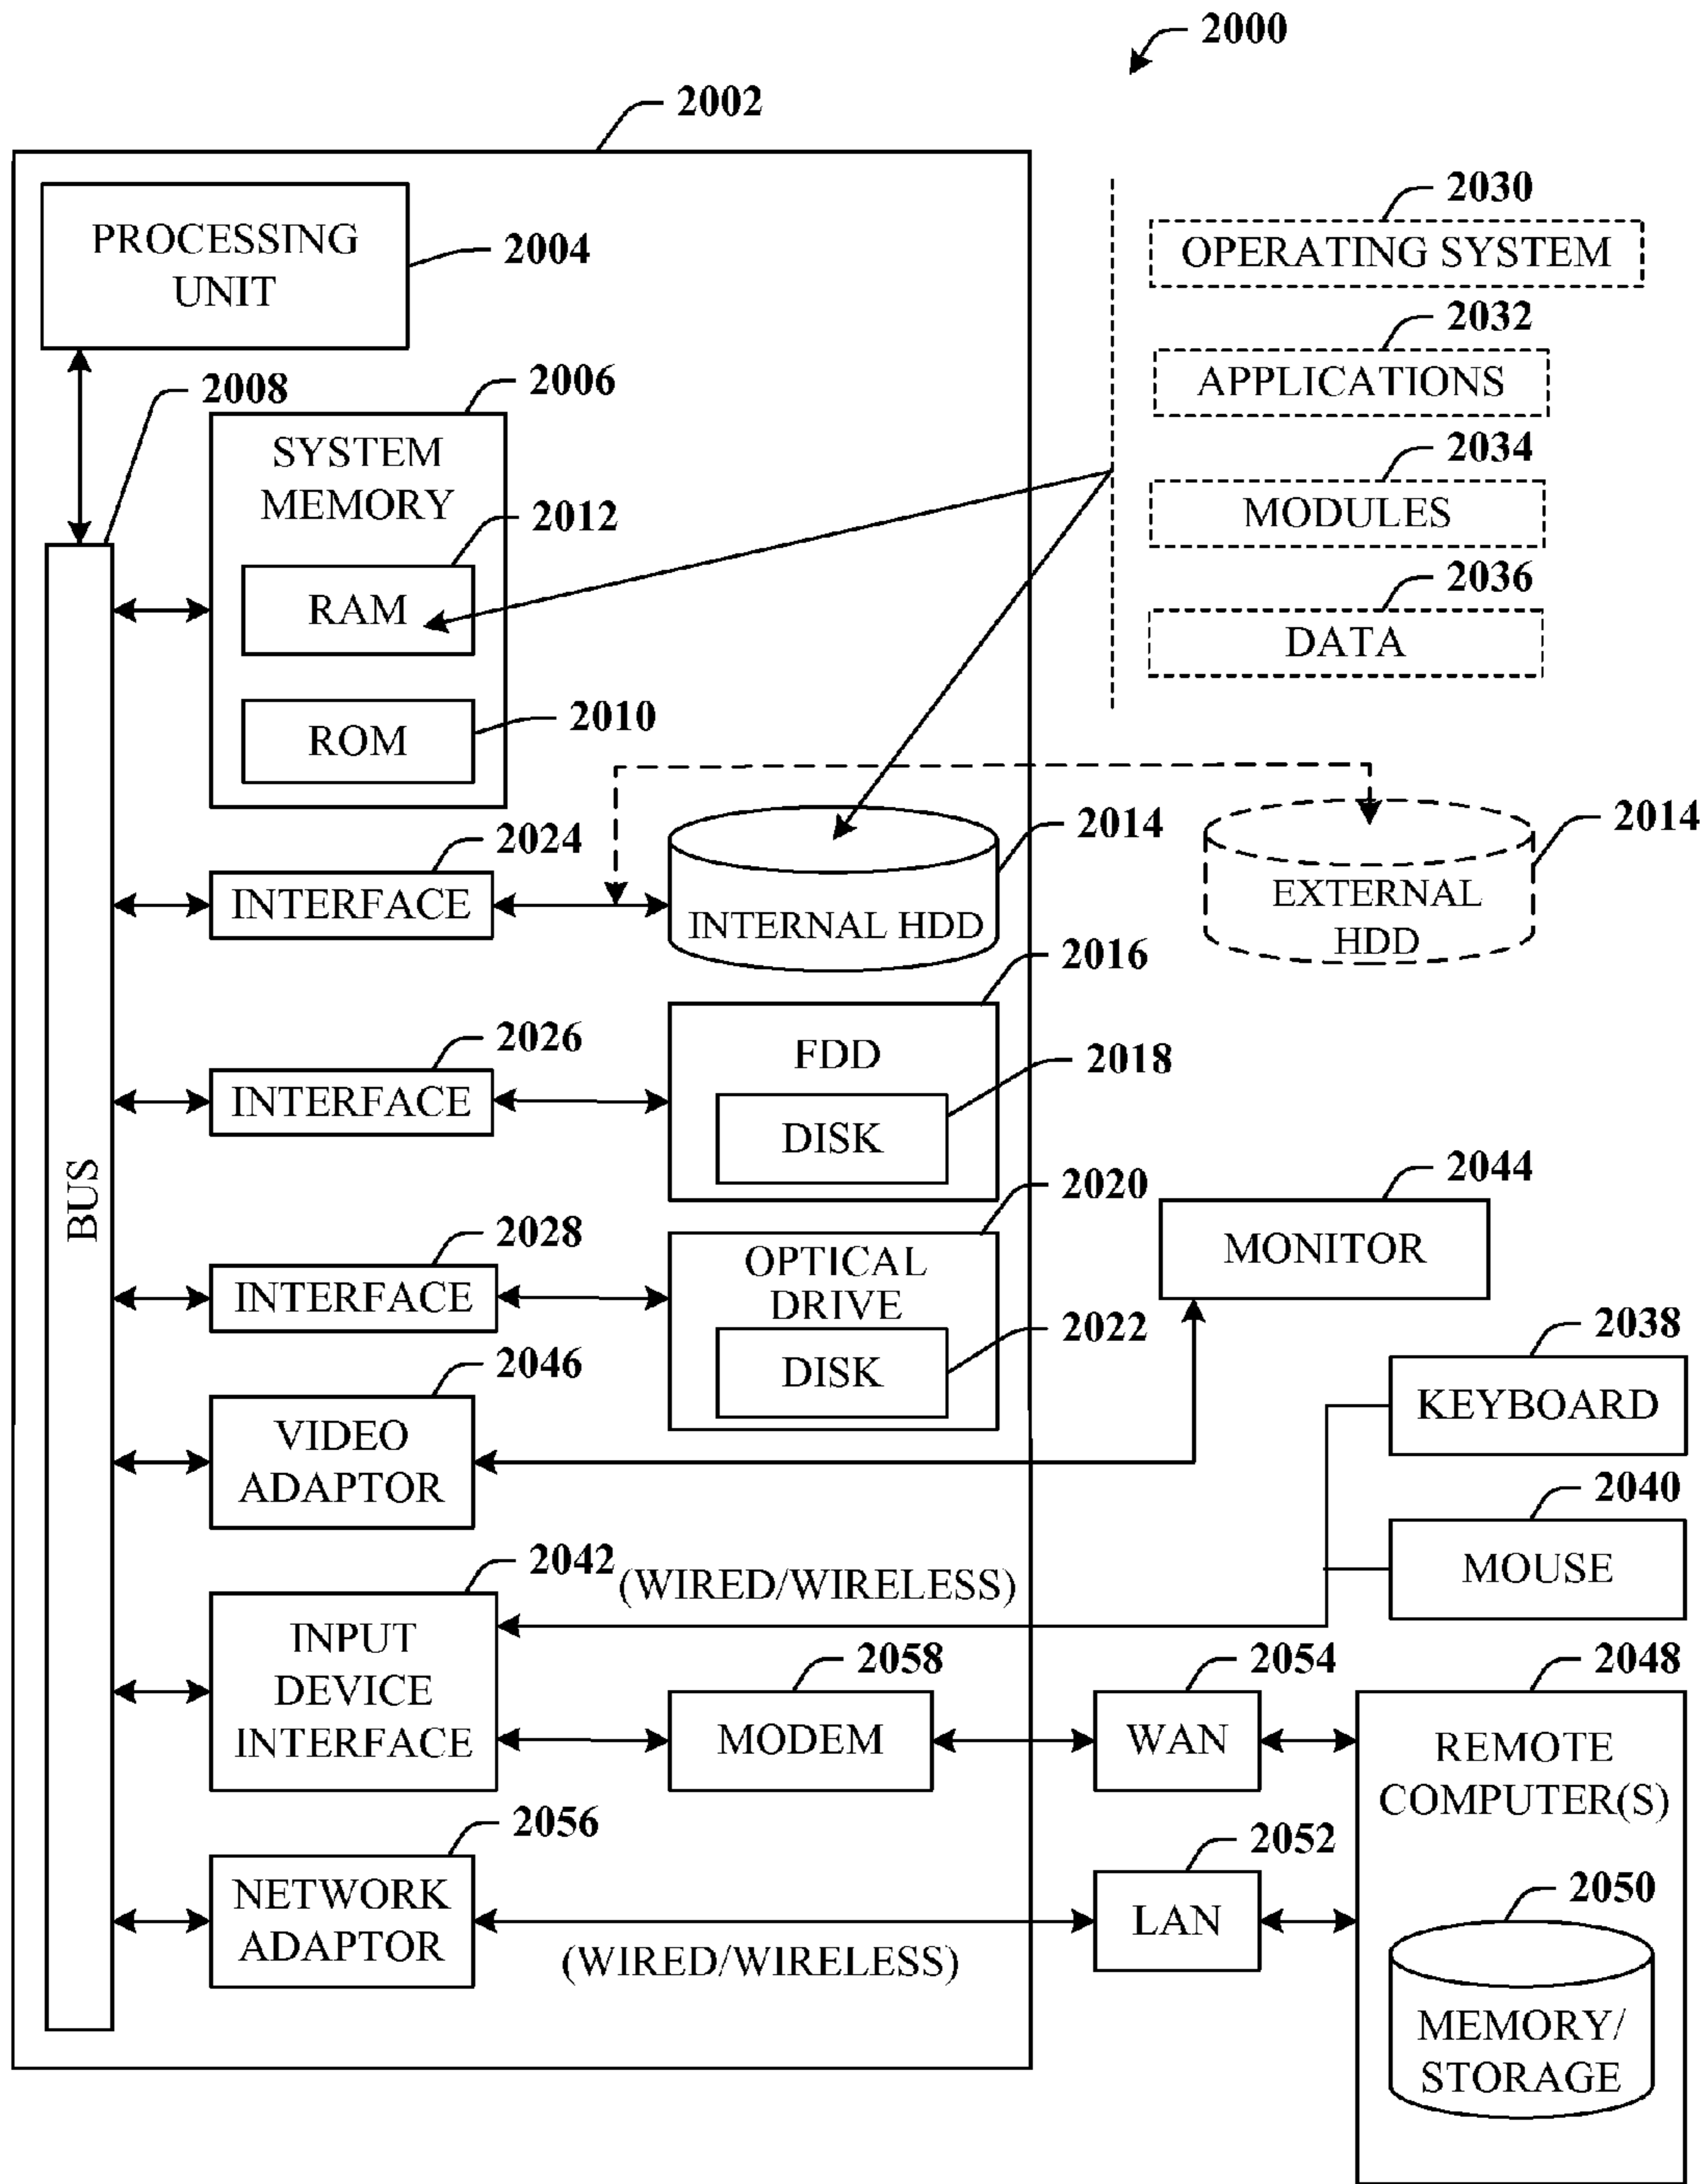 2000
2002
PROCESSING
UNIT
2004
2030
OPERATING SYSTEM
2032
APPLICATIONS
2034
MODULES
2036
DATA
2008
2006
SYSTEM
MEMORY
2012
RAM
2010
ROM
BUS
2024
INTERFACE
2014
INTERNAL HDD
2014
EXTERNAL
HDD
2026
INTERFACE
2016
FDD
2018
DISK
2028
INTERFACE
2020
OPTICAL
DRIVE
2022
DISK
2044
MONITOR
2046
VIDEO
ADAPTOR
2038
KEYBOARD
2040
MOUSE
2042
(WIRED/WIRELESS)
INPUT
DEVICE
INTERFACE
2058
MODEM
2054
WAN
2048
REMOTE
COMPUTER(S)
2056
NETWORK
ADAPTOR
(WIRED/WIRELESS)
2052
LAN
2050
MEMORY/
STORAGE